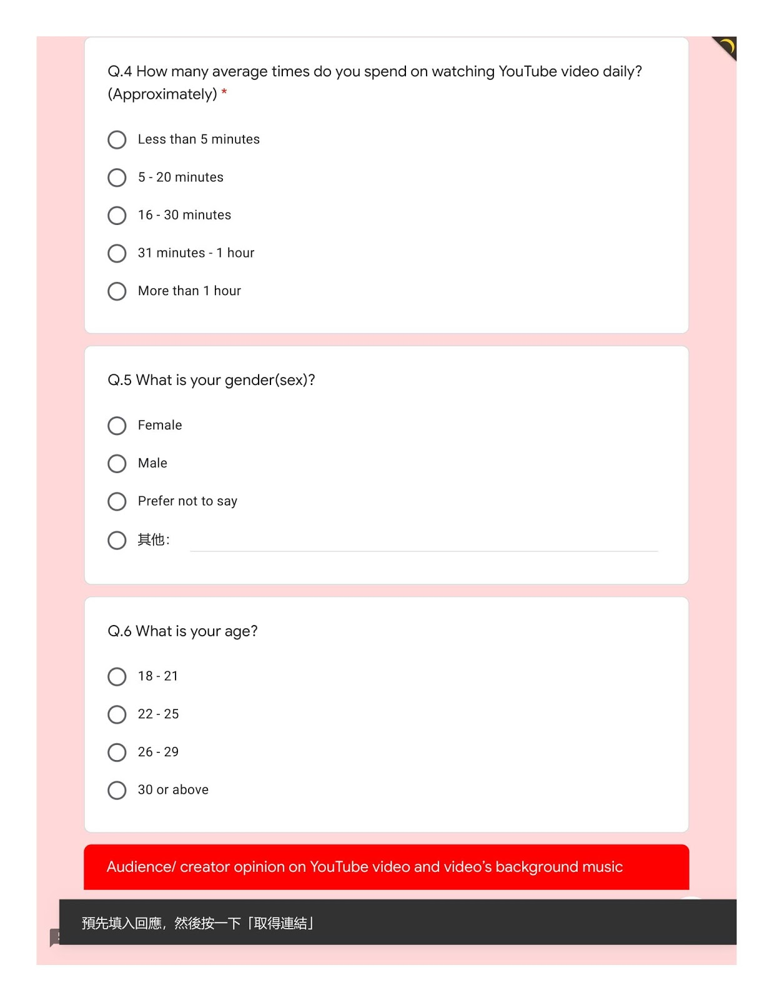 Q.4 How many average times do you spend on watching YouTube video daily?
(Approximately) *
Less than 5 minutes
5 - 20 minutes
16 - 30 minutes
31 minutes - 1 hour
More than 1 hour
Q.5 What is your gender(sex)?
Female
Male
Prefer not to say
其他:
Q.6 What is your age?
18 - 21
22 - 25
26 - 29
30 or above
Audience/ creator opinion on YouTube video and video’s background music
預先填入回應，然後按一下「取得連結」